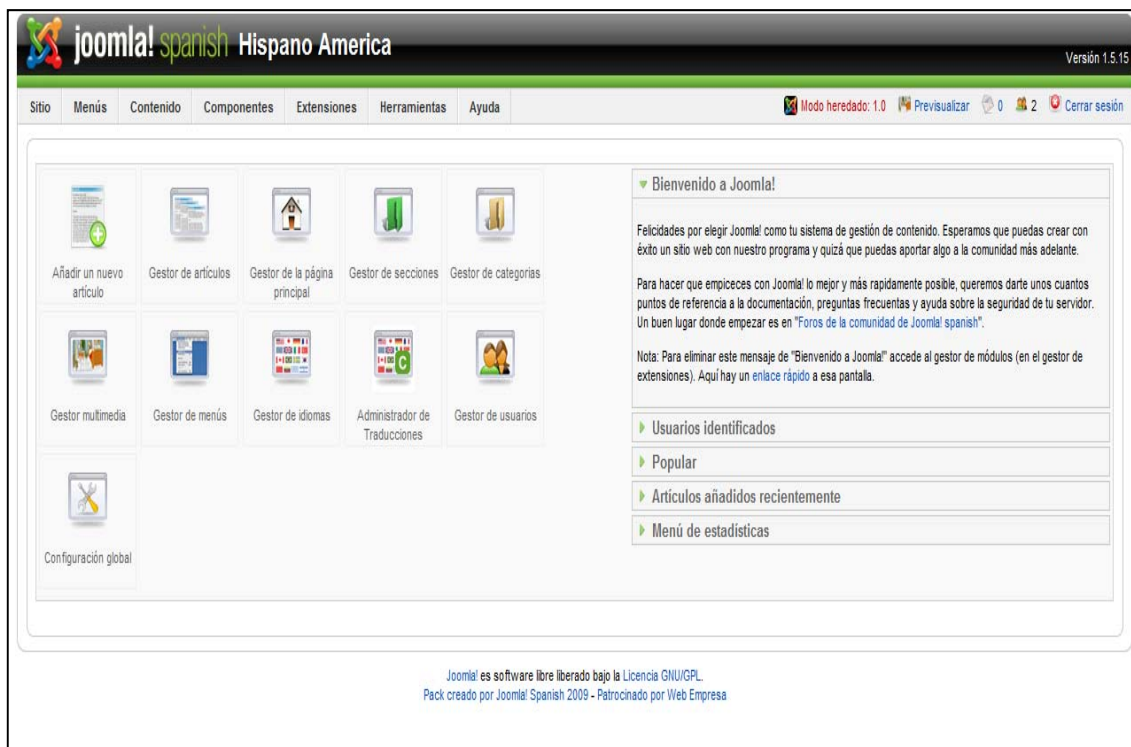 joomla! spanish Hispano America
Versión 1.5.15
Sitio Menús Contenido Componentes Extensiones Herramientas Ayuda
Modo heredado: 1.0 Previsualizar 0 2 Cerrar sesión
Añadir un nuevo
artículo
Gestor de artículos
Gestor de la página
principal
Gestor de secciones
Gestor de categorias
Gestor multimedia
Gestor de menús
Gestor de idiomas
Administrador de
Traducciones
Gestor de usuarios
Configuración global
Bienvenido a Joomla!
Felicidades por elegir Joomla! como tu sistema de gestión de contenido. Esperamos que puedas crear con
éxito un sitio web con nuestro programa y quizá que puedas aportar algo a la comunidad más adelante.
Para hacer que empiceces con Joomla! lo mejor y más rapidamente posible, queremos darte unos cuantos
puntos de referencia a la documentación, preguntas frecuentes y ayuda sobre la seguridad de tu servidor.
Un buen lugar donde empezar es en "Foros de la comunidad de Joomla! spanish".
Nota: Para eliminar este mensaje de "Bienvenido a Joomla!" accede al gestor de módulos (en el gestor de
extensiones). Aquí hay un enlace rápido a esa pantalla.
Usuarios identificados
Popular
Artículos añadidos recientemente
Menú de estadísticas
Joomla! es software libre liberado bajo la Licencia GNU/GPL.
Pack creado por Joomla! Spanish 2009 - Patrocinado por Web Empresa